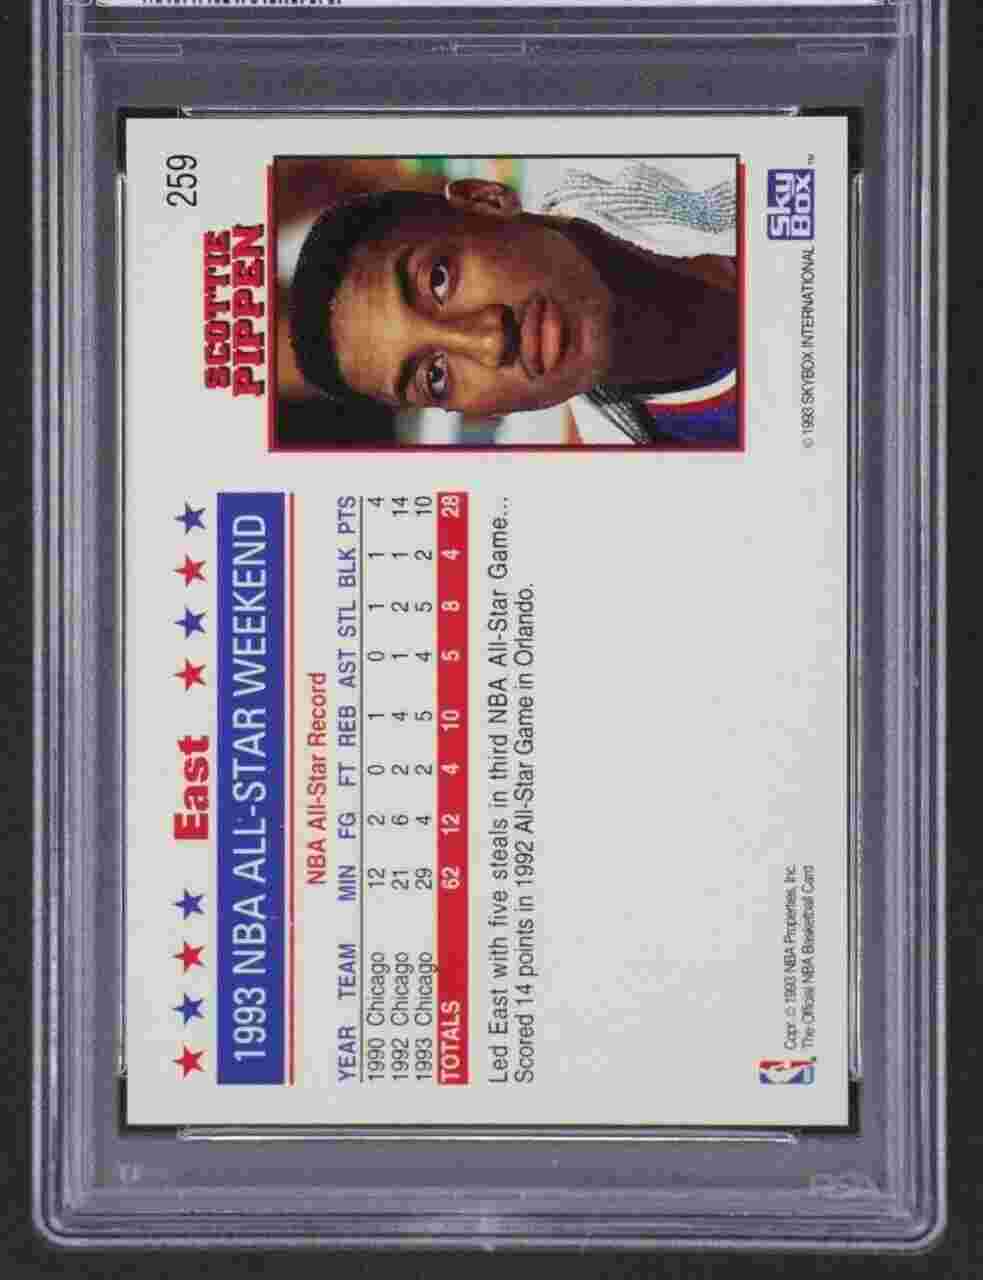 259
SCOTTIE
PIPPEN
East
1993 NBA ALL-STAR WEEKEND
NBA All-Star Record
YEAR TEAM MIN FG FT REB AST STL BLK PTS
1990 Chicago 12 2 0 1 0 1 1 4
1992 Chicago 21 6 2 4 1 2 1 14
1993 Chicago 29 4 2 5 4 5 2 10
TOTALS 62 12 4 10 5 8 4 28
Led East with five steals in third NBA All-Star Game...
Scored 14 points in 1992 All-Star Game in Orlando.
Copr. © 1993 NBA Properties, Inc.
The Official NBA Basketball Card
© 1993 SKYBOX INTERNATIONAL
Sky
BOX ™
PSA